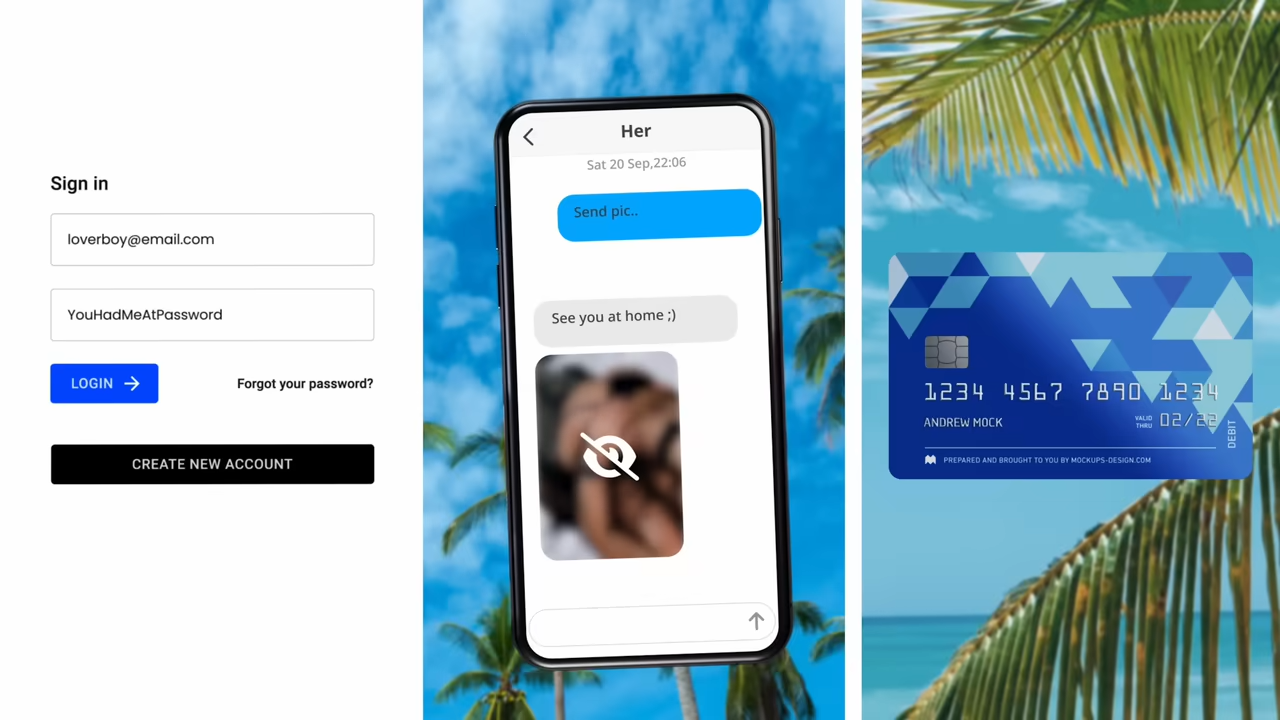 Sign in
loverboy@email.com
YouHadMeAtPassword
LOGIN
Forgot your password?
CREATE NEW ACCOUNT
Her
Sat 20 Sep,22:06
Send pic..
See you at home ;)
1234 4567 7890 1234
ANDREW MOCK
VALID THRU 02/22
DEBIT
PREPARED AND BROUGHT TO YOU BY MOCKUPS-DESIGN.COM